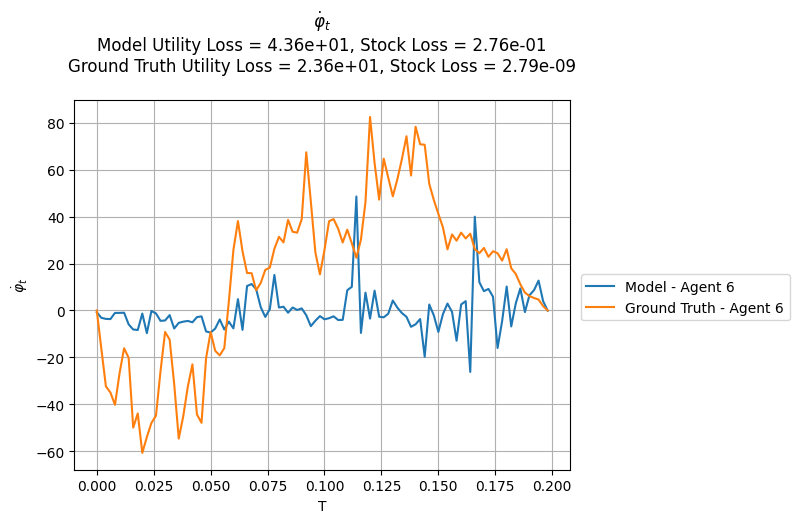 φ̇ₜ
Model Utility Loss = 4.36e+01, Stock Loss = 2.76e-01
Ground Truth Utility Loss = 2.36e+01, Stock Loss = 2.79e-09
80
60
40
20
0
−20
−40
−60
φ̇ₜ
0.000 0.025 0.050 0.075 0.100 0.125 0.150 0.175 0.200
T
Model - Agent 6
Ground Truth - Agent 6